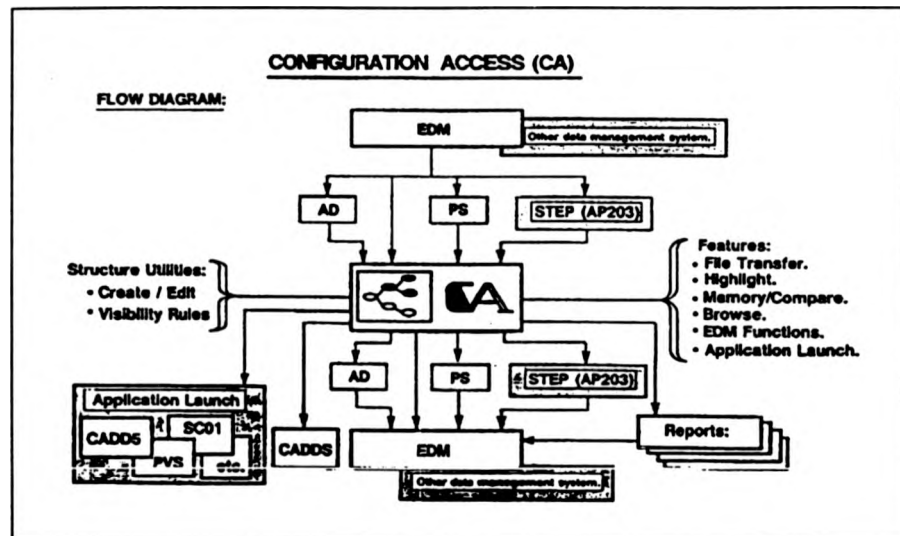 CONFIGURATION ACCESS (CA)
FLOW DIAGRAM:
EDM
Other data management system.
AD
PS
STEP (AP203)
Structure Utilities:
• Create / Edit
• Visibility Rules
CA
Features:
• File Transfer.
• Highlight.
• Memory/Compare.
• Browse.
• EDM Functions.
• Application Launch.
AD
PS
STEP (AP203)
Application Launch
CADD5
SC01
PVS
etc.
CADDS
EDM
Reports:
Other data management system.